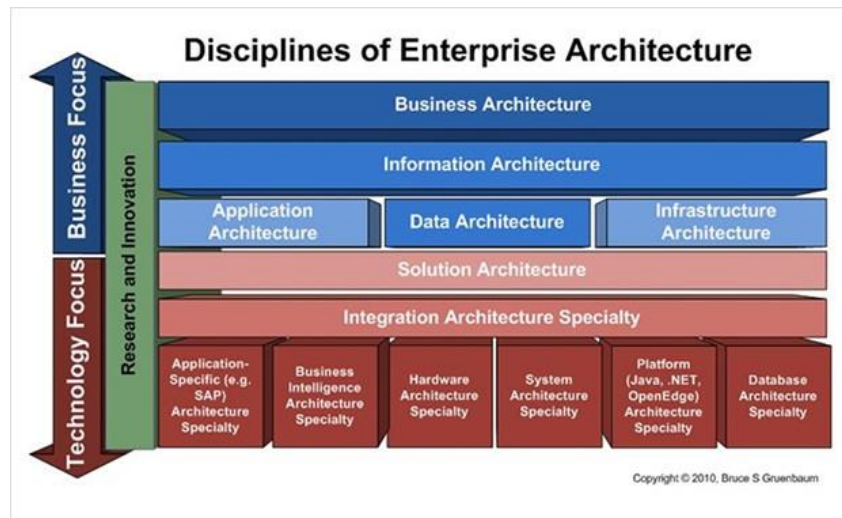 Disciplines of Enterprise Architecture
Business Focus
Technology Focus
Research and Innovation
Business Architecture
Information Architecture
Application
Architecture
Data Architecture
Infrastructure
Architecture
Solution Architecture
Integration Architecture Specialty
Application-
Specific (e.g.
SAP)
Architecture
Specialty
Business
Intelligence
Architecture
Specialty
Hardware
Architecture
Specialty
System
Architecture
Specialty
Platform
(Java, .NET,
OpenEdge)
Architecture
Specialty
Database
Architecture
Specialty
Copyright © 2010, Bruce S Gruenbaum